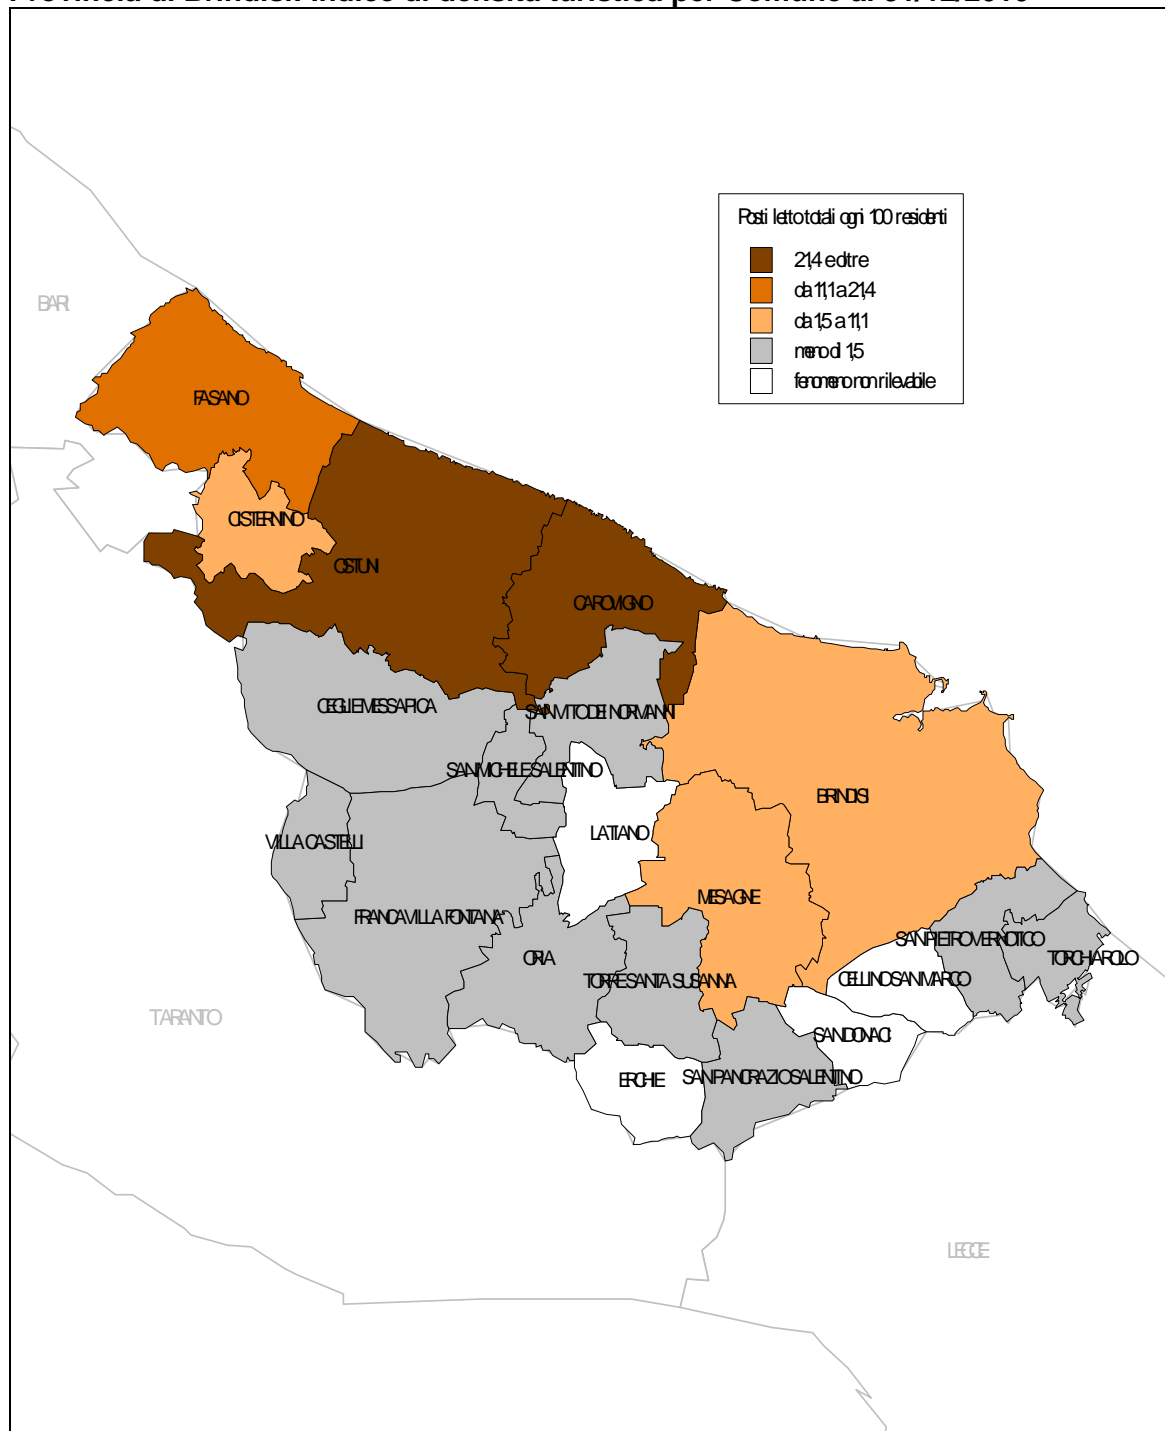 Posti letto totali ogni 100 residenti
21,4 ed oltre
da 11,1 a 21,4
da 1,5 a 11,1
meno di 1,5
fenomeno non rilevabile
BARI
FASANO
CISTERNINO
OSTUNI
CAROVIGNO
CEGLIE MESSAPICA
SAN VITO DEI NORMANNI
SAN MICHELE SALENTINO
BRINDISI
LATIANO
VILLA CASTELLI
MESAGNE
FRANCAVILLA FONTANA
SAN PIETRO VERNOTICO
ORIA
TORCHIAROLO
TORRE SANTA SUSANNA
CELLINO SAN MARCO
TARANTO
SAN DONACI
ERCHIE
SAN PANCRAZIO SALENTINO
LECCE